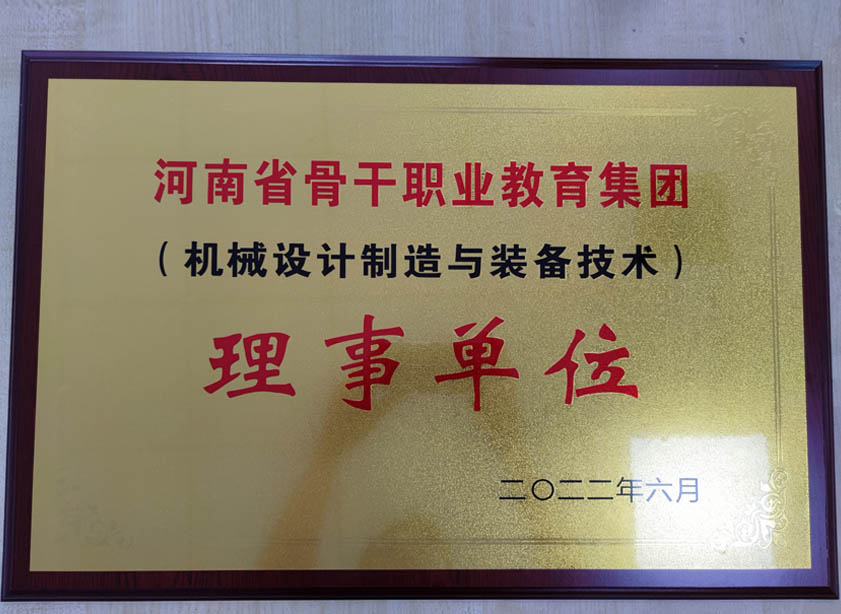 河南省骨干职业教育集团
（机械设计制造与装备技术）
理事单位
二〇二二年六月